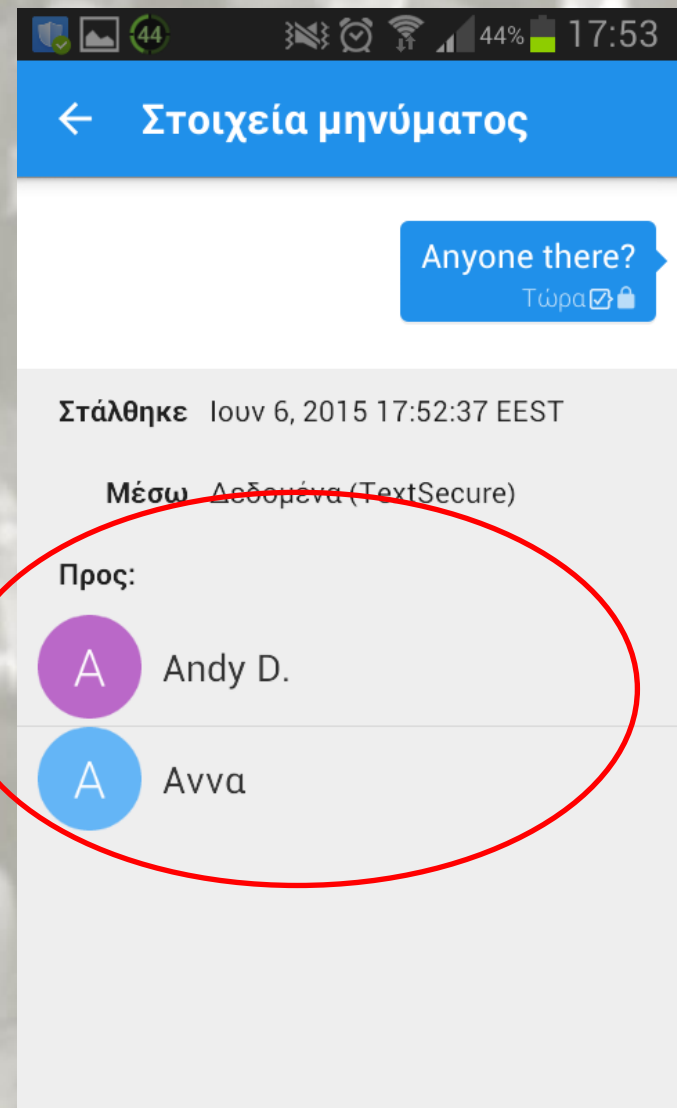 44 44% 17:53
Στοιχεία μηνύματος
Anyone there?
Τώρα
Στάλθηκε Ιουν 6, 2015 17:52:37 EEST
Μέσω Δεδομένα (TextSecure)
Προς:
A Andy D.
Α Αννα